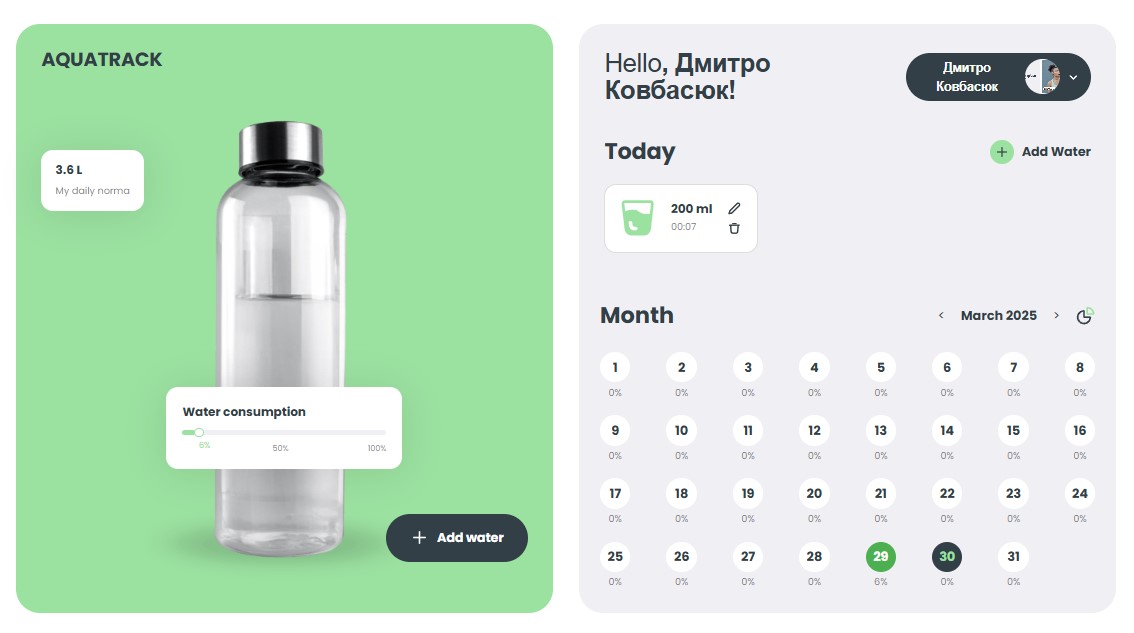 AQUATRACK
3.6 L
My daily norma
Water consumption
6%
50%
100%
Add water
Hello, Дмитро
Ковбасюк!
Дмитро
Ковбасюк
Today
Add Water
200 ml
00:07
Month
< March 2025 >
1 2 3 4 5 6 7 8
0% 0% 0% 0% 0% 0% 0% 0%
9 10 11 12 13 14 15 16
0% 0% 0% 0% 0% 0% 0% 0%
17 18 19 20 21 22 23 24
0% 0% 0% 0% 0% 0% 0% 0%
25 26 27 28 29 30 31
0% 0% 0% 0% 6% 0% 0%